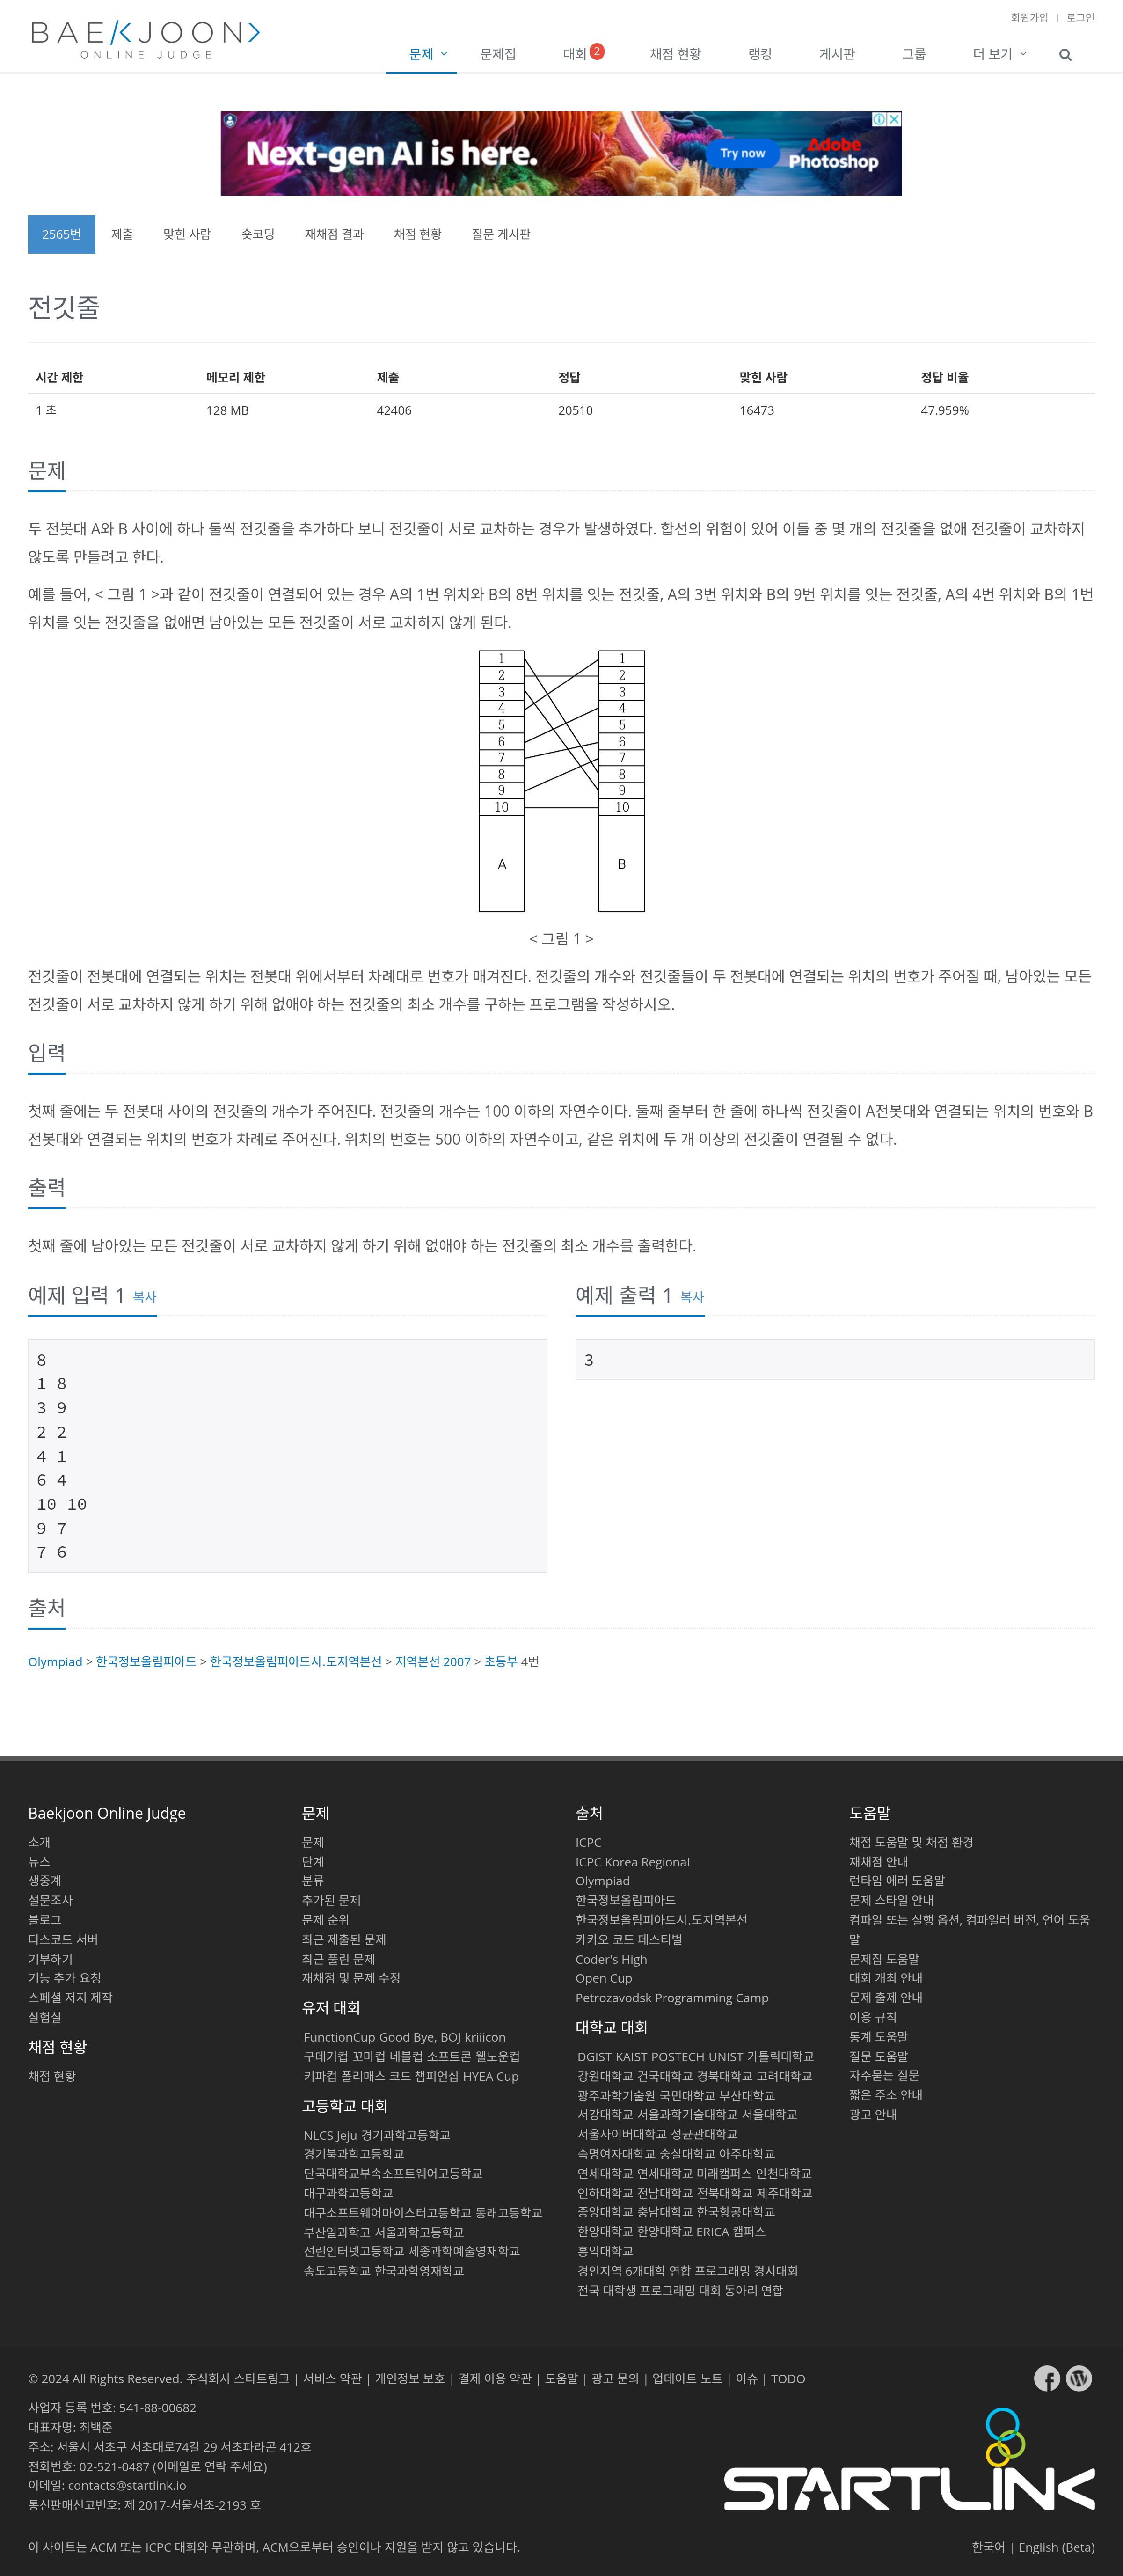 회원가입 | 로그인
BAEKJOON>
ONLINE JUDGE
문제 문제집 대회 2 채점 현황 랭킹 게시판 그룹 더 보기
Next-gen AI is here. Try now Adobe Photoshop
2565번 제출 맞힌 사람 숏코딩 재채점 결과 채점 현황 질문 게시판
전깃줄
시간 제한 메모리 제한 제출 정답 맞힌 사람 정답 비율
1 초 128 MB 42406 20510 16473 47.959%
문제
두 전봇대 A와 B 사이에 하나 둘씩 전깃줄을 추가하다 보니 전깃줄이 서로 교차하는 경우가 발생하였다. 합선의 위험이 있어 이들 중 몇 개의 전깃줄을 없애 전깃줄이 교차하지
않도록 만들려고 한다.
예를 들어, < 그림 1 >과 같이 전깃줄이 연결되어 있는 경우 A의 1번 위치와 B의 8번 위치를 잇는 전깃줄, A의 3번 위치와 B의 9번 위치를 잇는 전깃줄, A의 4번 위치와 B의 1번
위치를 잇는 전깃줄을 없애면 남아있는 모든 전깃줄이 서로 교차하지 않게 된다.
1 1
2 2
3 3
4 4
5 5
6 6
7 7
8 8
9 9
10 10
A B
< 그림 1 >
전깃줄이 전봇대에 연결되는 위치는 전봇대 위에서부터 차례대로 번호가 매겨진다. 전깃줄의 개수와 전깃줄들이 두 전봇대에 연결되는 위치의 번호가 주어질 때, 남아있는 모든
전깃줄이 서로 교차하지 않게 하기 위해 없애야 하는 전깃줄의 최소 개수를 구하는 프로그램을 작성하시오.
입력
첫째 줄에는 두 전봇대 사이의 전깃줄의 개수가 주어진다. 전깃줄의 개수는 100 이하의 자연수이다. 둘째 줄부터 한 줄에 하나씩 전깃줄이 A전봇대와 연결되는 위치의 번호와 B
전봇대와 연결되는 위치의 번호가 차례로 주어진다. 위치의 번호는 500 이하의 자연수이고, 같은 위치에 두 개 이상의 전깃줄이 연결될 수 없다.
출력
첫째 줄에 남아있는 모든 전깃줄이 서로 교차하지 않게 하기 위해 없애야 하는 전깃줄의 최소 개수를 출력한다.
예제 입력 1 복사
8
1 8
3 9
2 2
4 1
6 4
10 10
9 7
7 6
예제 출력 1 복사
3
출처
Olympiad > 한국정보올림피아드 > 한국정보올림피아드시.도지역본선 > 지역본선 2007 > 초등부 4번
Baekjoon Online Judge
소개
뉴스
생중계
설문조사
블로그
디스코드 서버
기부하기
기능 추가 요청
스페셜 저지 제작
실험실
채점 현황
채점 현황
문제
문제
단계
분류
추가된 문제
문제 순위
최근 제출된 문제
최근 풀린 문제
재채점 및 문제 수정
유저 대회
FunctionCup Good Bye, BOJ kriiicon
구데기컵 꼬마컵 네블컵 소프트콘 웰노운컵
키파컵 폴리매스 코드 챔피언십 HYEA Cup
고등학교 대회
NLCS Jeju 경기과학고등학교
경기북과학고등학교
단국대학교부속소프트웨어고등학교
대구과학고등학교
대구소프트웨어마이스터고등학교 동래고등학교
부산일과학고 서울과학고등학교
선린인터넷고등학교 세종과학예술영재학교
송도고등학교 한국과학영재학교
출처
ICPC
ICPC Korea Regional
Olympiad
한국정보올림피아드
한국정보올림피아드시.도지역본선
카카오 코드 페스티벌
Coder's High
Open Cup
Petrozavodsk Programming Camp
대학교 대회
DGIST KAIST POSTECH UNIST 가톨릭대학교
강원대학교 건국대학교 경북대학교 고려대학교
광주과학기술원 국민대학교 부산대학교
서강대학교 서울과학기술대학교 서울대학교
서울사이버대학교 성균관대학교
숙명여자대학교 숭실대학교 아주대학교
연세대학교 연세대학교 미래캠퍼스 인천대학교
인하대학교 전남대학교 전북대학교 제주대학교
중앙대학교 충남대학교 한국항공대학교
한양대학교 한양대학교 ERICA 캠퍼스
홍익대학교
경인지역 6개대학 연합 프로그래밍 경시대회
전국 대학생 프로그래밍 대회 동아리 연합
도움말
채점 도움말 및 채점 환경
재채점 안내
런타임 에러 도움말
문제 스타일 안내
컴파일 또는 실행 옵션, 컴파일러 버전, 언어 도움
말
문제집 도움말
대회 개최 안내
문제 출제 안내
이용 규칙
통계 도움말
질문 도움말
자주묻는 질문
짧은 주소 안내
광고 안내
© 2024 All Rights Reserved. 주식회사 스타트링크 | 서비스 약관 | 개인정보 보호 | 결제 이용 약관 | 도움말 | 광고 문의 | 업데이트 노트 | 이슈 | TODO
사업자 등록 번호: 541-88-00682
대표자명: 최백준
주소: 서울시 서초구 서초대로74길 29 서초파라곤 412호
전화번호: 02-521-0487 (이메일로 연락 주세요)
이메일: contacts@startlink.io
통신판매신고번호: 제 2017-서울서초-2193 호
STARTLINK
이 사이트는 ACM 또는 ICPC 대회와 무관하며, ACM으로부터 승인이나 지원을 받지 않고 있습니다.
한국어 | English (Beta)